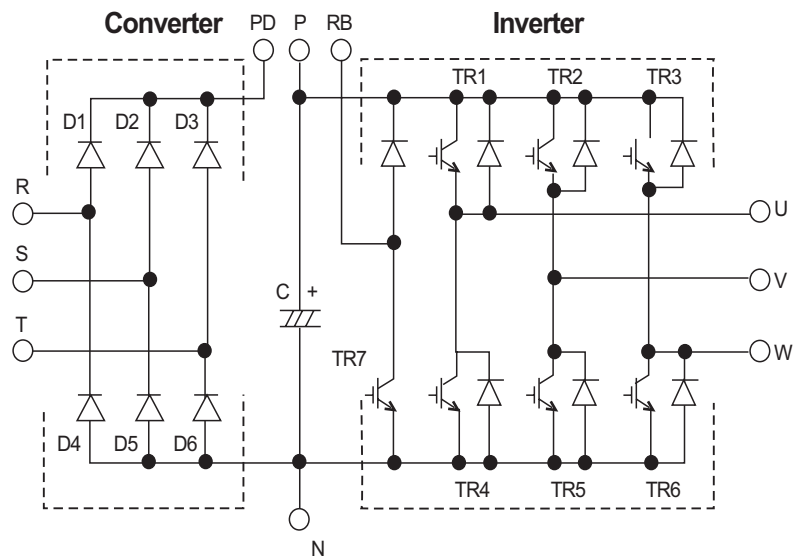 Converter PD P RB Inverter
TR1 TR2 TR3
D1 D2 D3
R
U
S
V
C +
T
W
TR7
D4 D5 D6
TR4 TR5 TR6
N